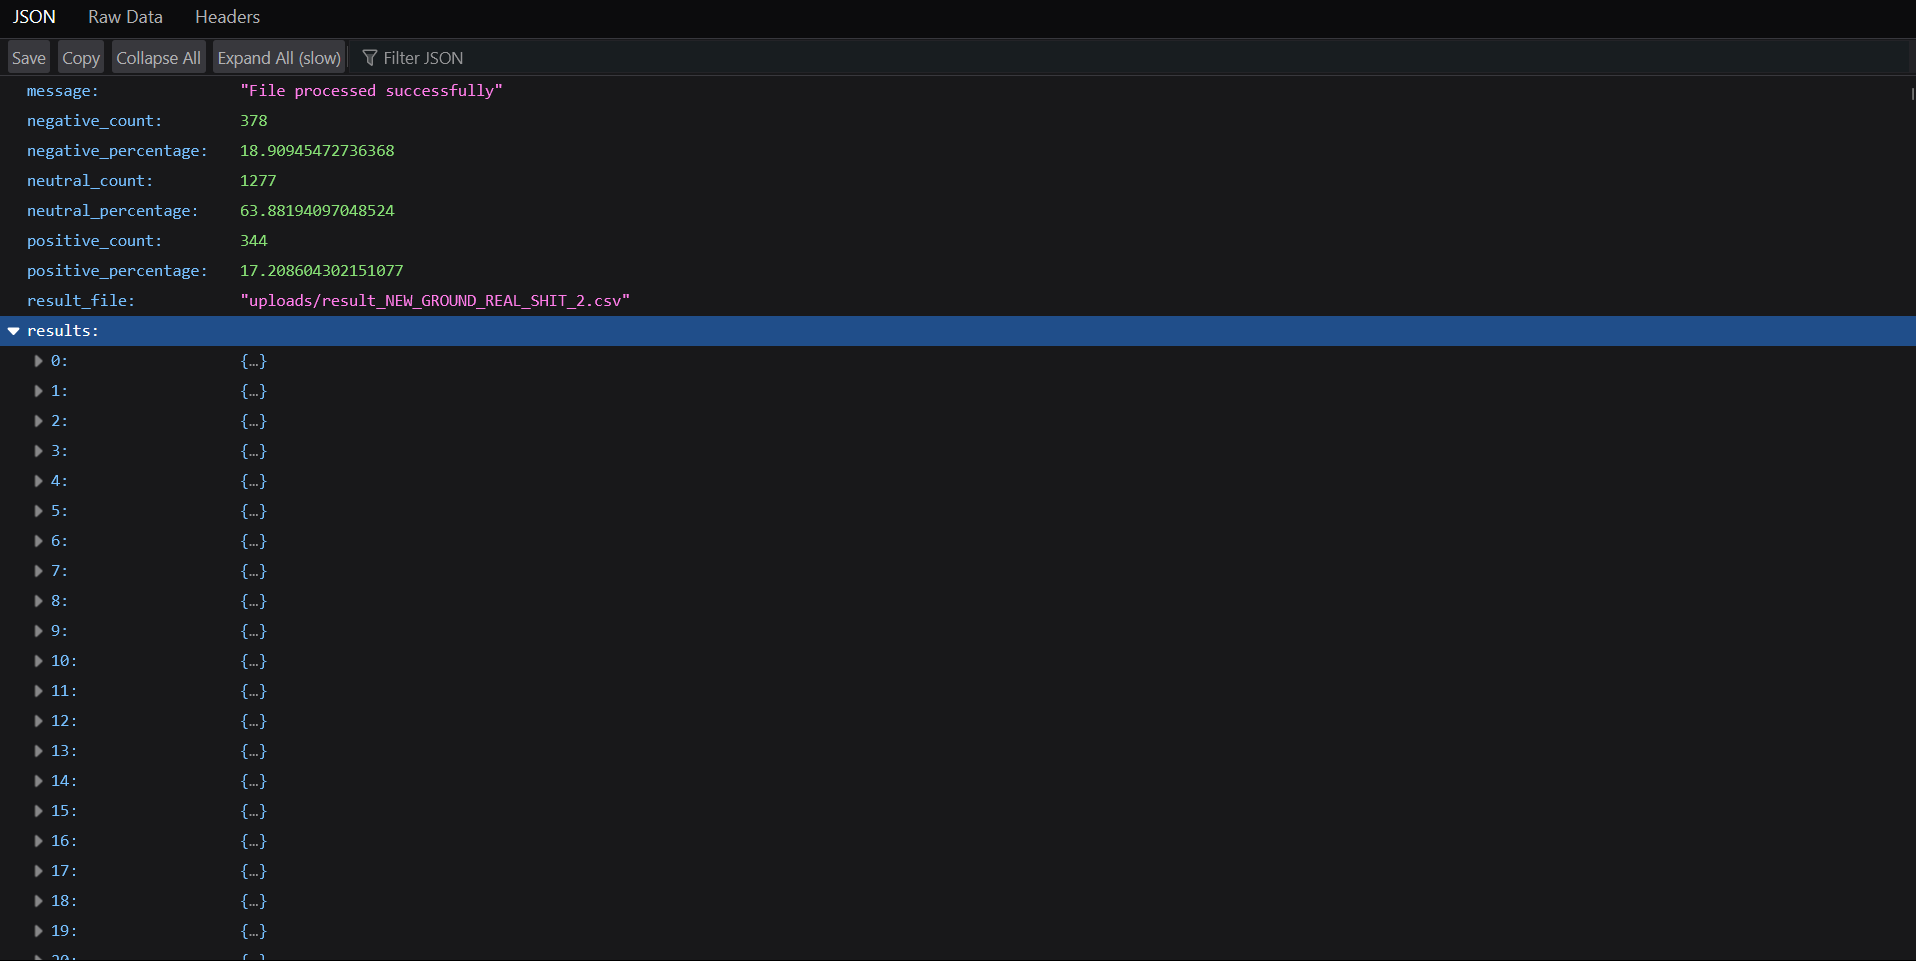 JSON Raw Data Headers
Save Copy Collapse All Expand All (slow) Filter JSON
message: "File processed successfully"
negative_count: 378
negative_percentage: 18.90945472736368
neutral_count: 1277
neutral_percentage: 63.88194097048524
positive_count: 344
positive_percentage: 17.208604302151077
result_file: "uploads/result_NEW_GROUND_REAL_SHIT_2.csv"
results:
0: {…}
1: {…}
2: {…}
3: {…}
4: {…}
5: {…}
6: {…}
7: {…}
8: {…}
9: {…}
10: {…}
11: {…}
12: {…}
13: {…}
14: {…}
15: {…}
16: {…}
17: {…}
18: {…}
19: {…}
20: {…}